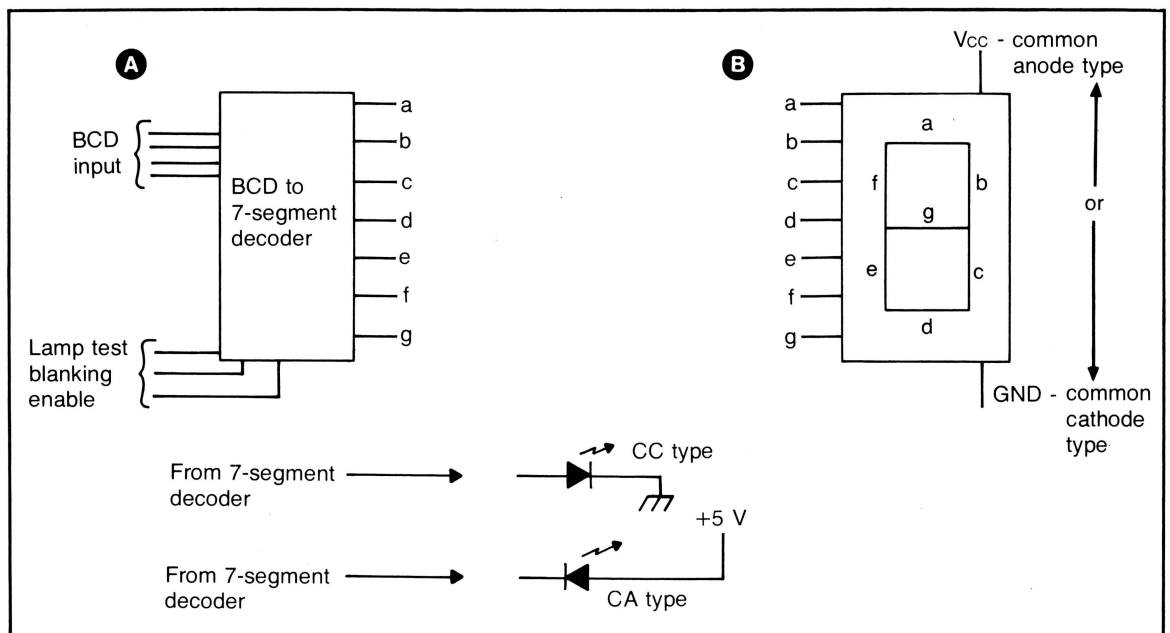 A
BCD
input
BCD to
7-segment
decoder
a
b
c
d
e
f
g
Lamp test
blanking
enable
B
Vcc - common
anode type
or
GND - common
cathode
type
a
b
c
d
e
f
g
a
f
b
g
e
c
d
From 7-segment
decoder
CC type
+5 V
From 7-segment
decoder
CA type